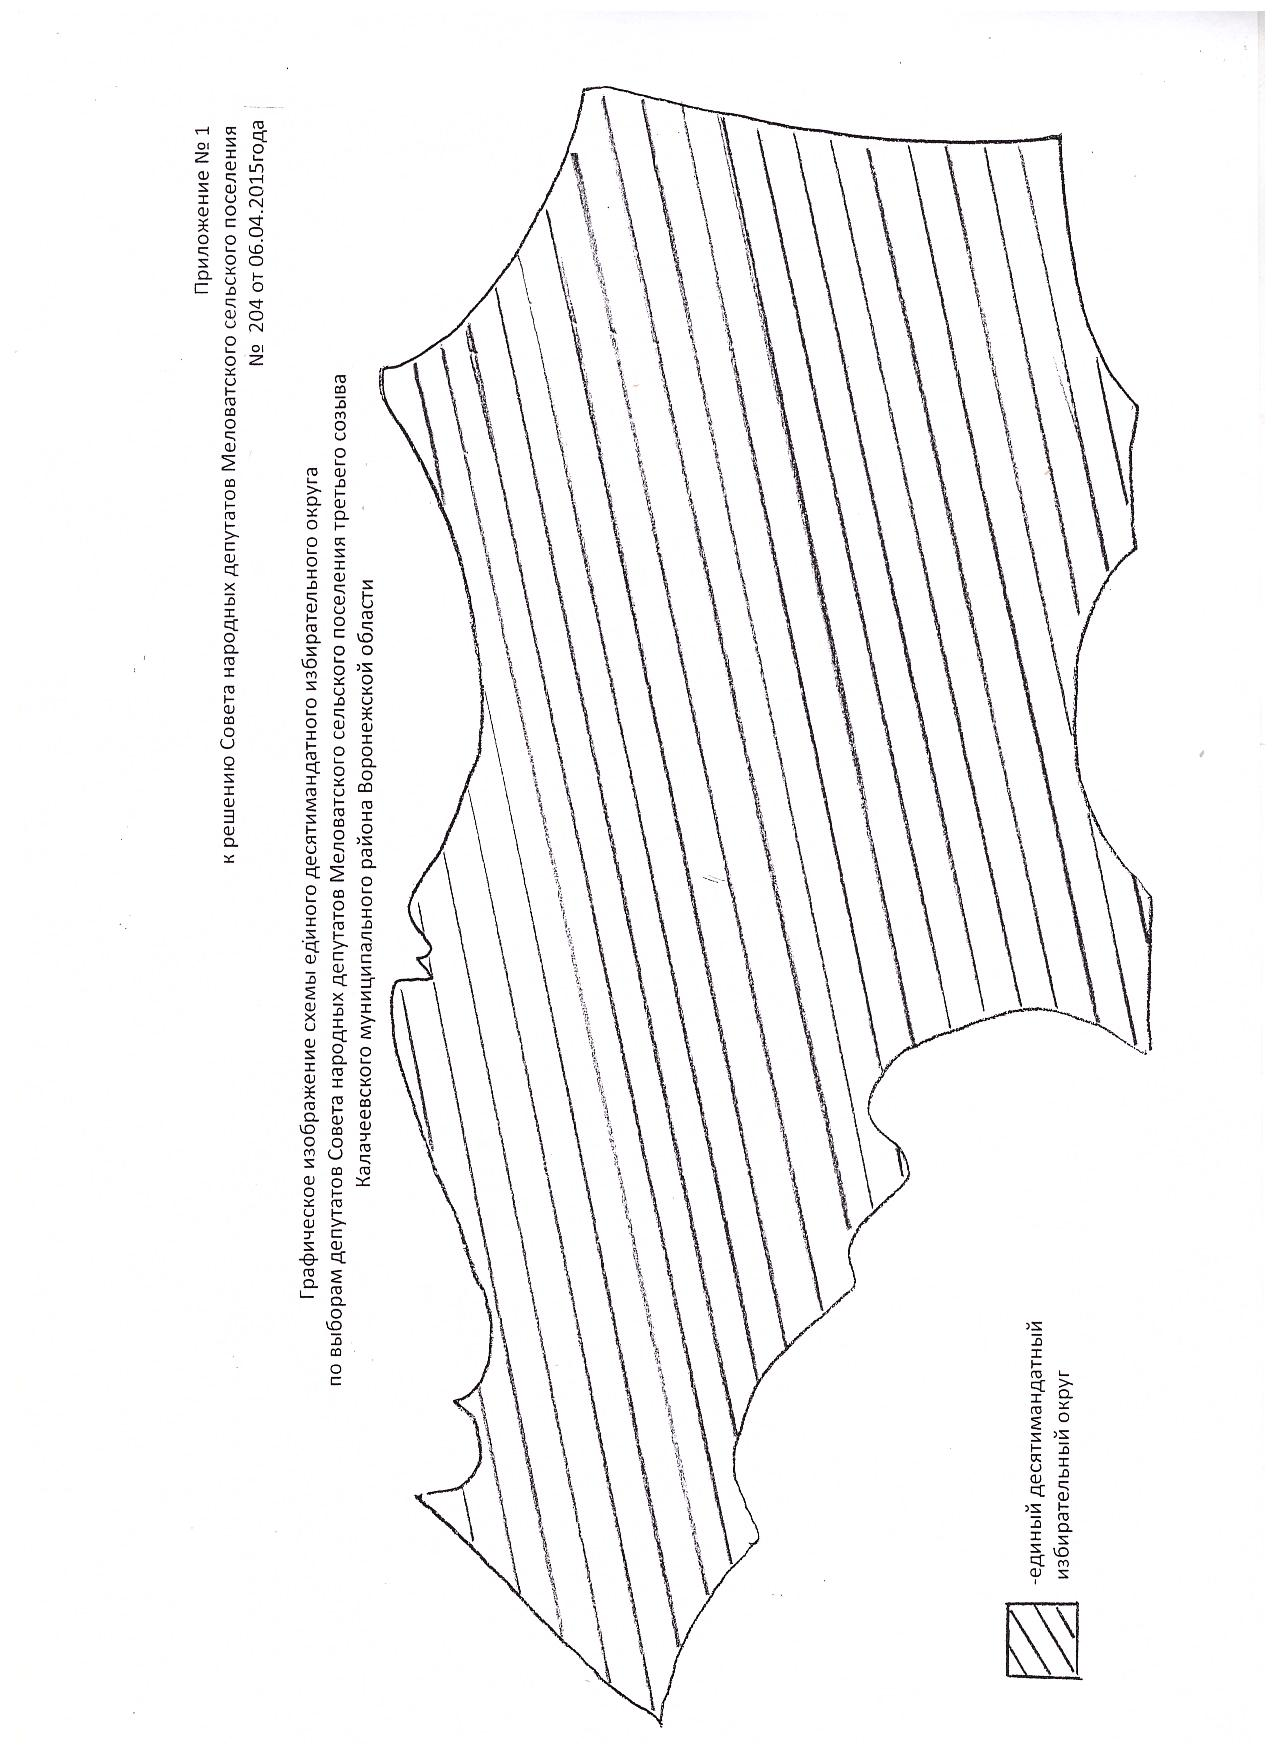 Приложение № 1
к решению Совета народных депутатов Меловатского сельского поселения
№ 204 от 06.04.2015года
Графическое изображение схемы единого десятимандатного избирательного округа
по выборам депутатов Совета народных депутатов Меловатского сельского поселения третьего созыва
Калачеевского муниципального района Воронежской области
-единый десятимандатный
избирательный округ